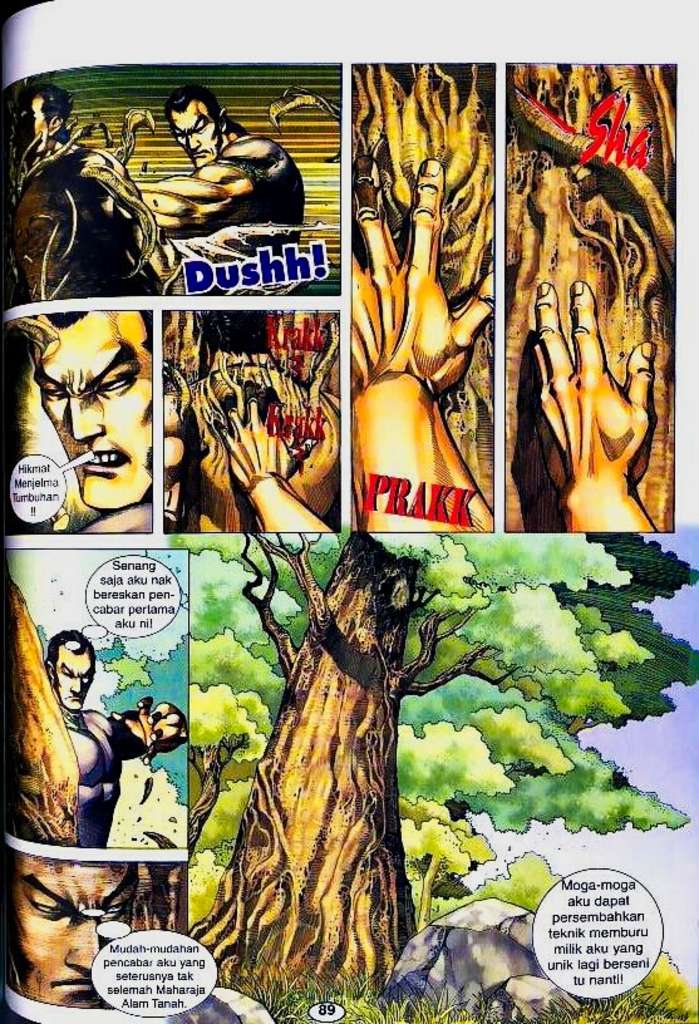 Dushh!
PRAKK
Sha
Hikmat
Menjelma
Tumbuhan
!!
Krakk
Krakk
Senang
saja aku nak
bereskan pen-
cabar pertama
aku ni!
Mudah-mudahan
pencabar aku yang
seterusnya tak
selemah Maharaja
Alam Tanah.
Moga-moga
aku dapat
persembahkan
teknik memburu
milik aku yang
unik lagi berseni
tu nanti!
89